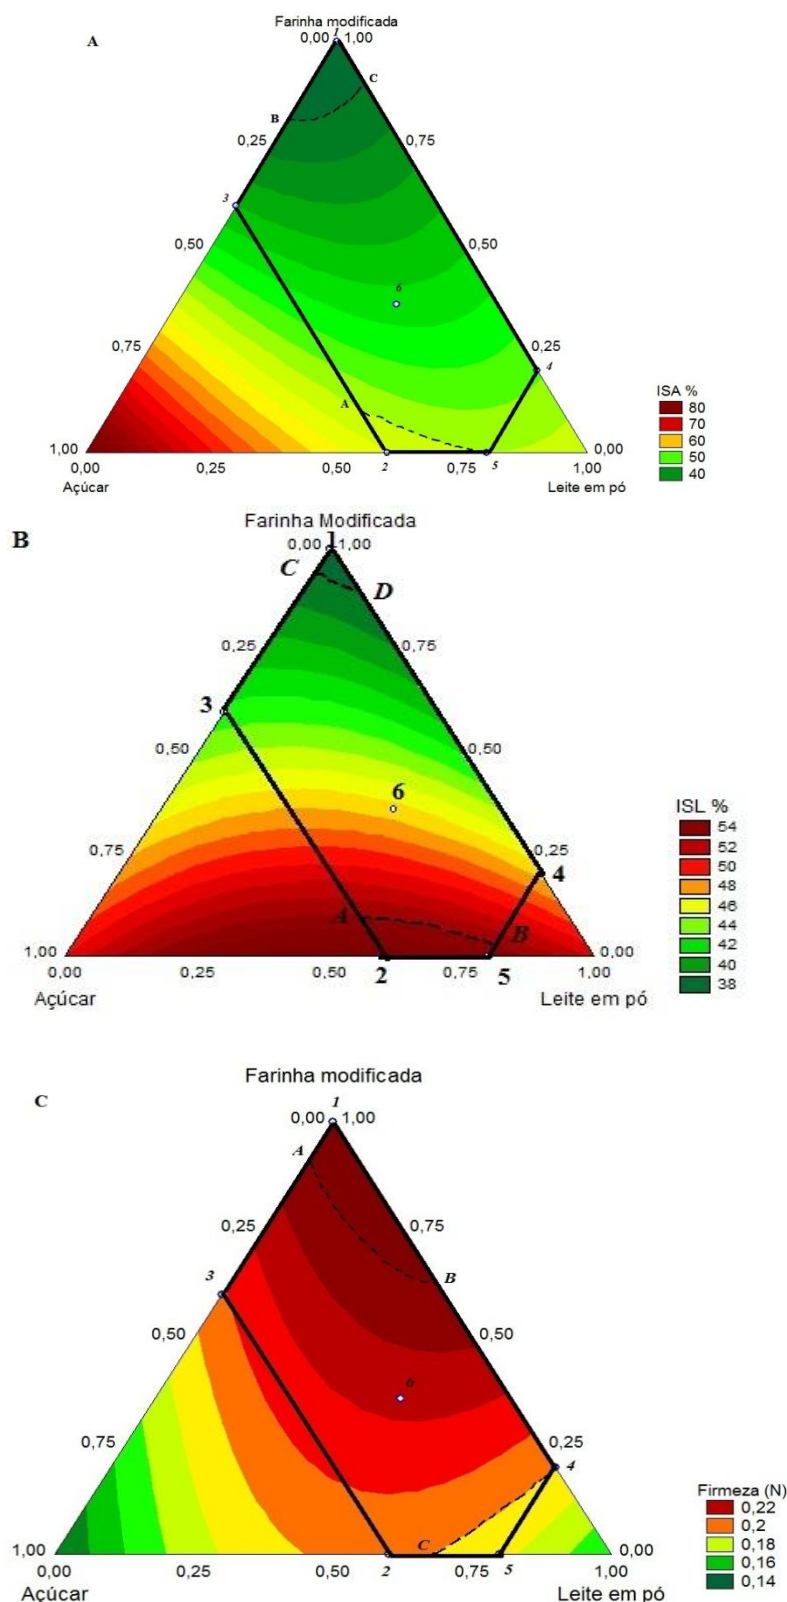 A
Farinha modificada
1
0,00 1,00
C
B
0,25 0,75
3
0,50 0,50
6
0,75 0,25
4
A
1,00 0,00
0,00 0,25 0,50 2 0,75 5 1,00
Açúcar Leite em pó
ISA %
80
70
60
50
40
B
Farinha Modificada
1
0,00 1,00
C
D
0,25 0,75
3
0,50 0,50
6
0,75 0,25
4
A
B
1,00 0,00
0,00 0,25 0,50 2 0,75 5 1,00
Açúcar Leite em pó
ISL %
54
52
50
48
46
44
42
40
38
C
Farinha modificada
1
0,00 1,00
A
0,25 0,75
B
3
0,50 0,50
6
0,75 0,25
4
C
1,00 0,00
0,00 0,25 0,50 2 0,75 5 1,00
Açúcar Leite em pó
Firmeza (N)
0,22
0,2
0,18
0,16
0,14